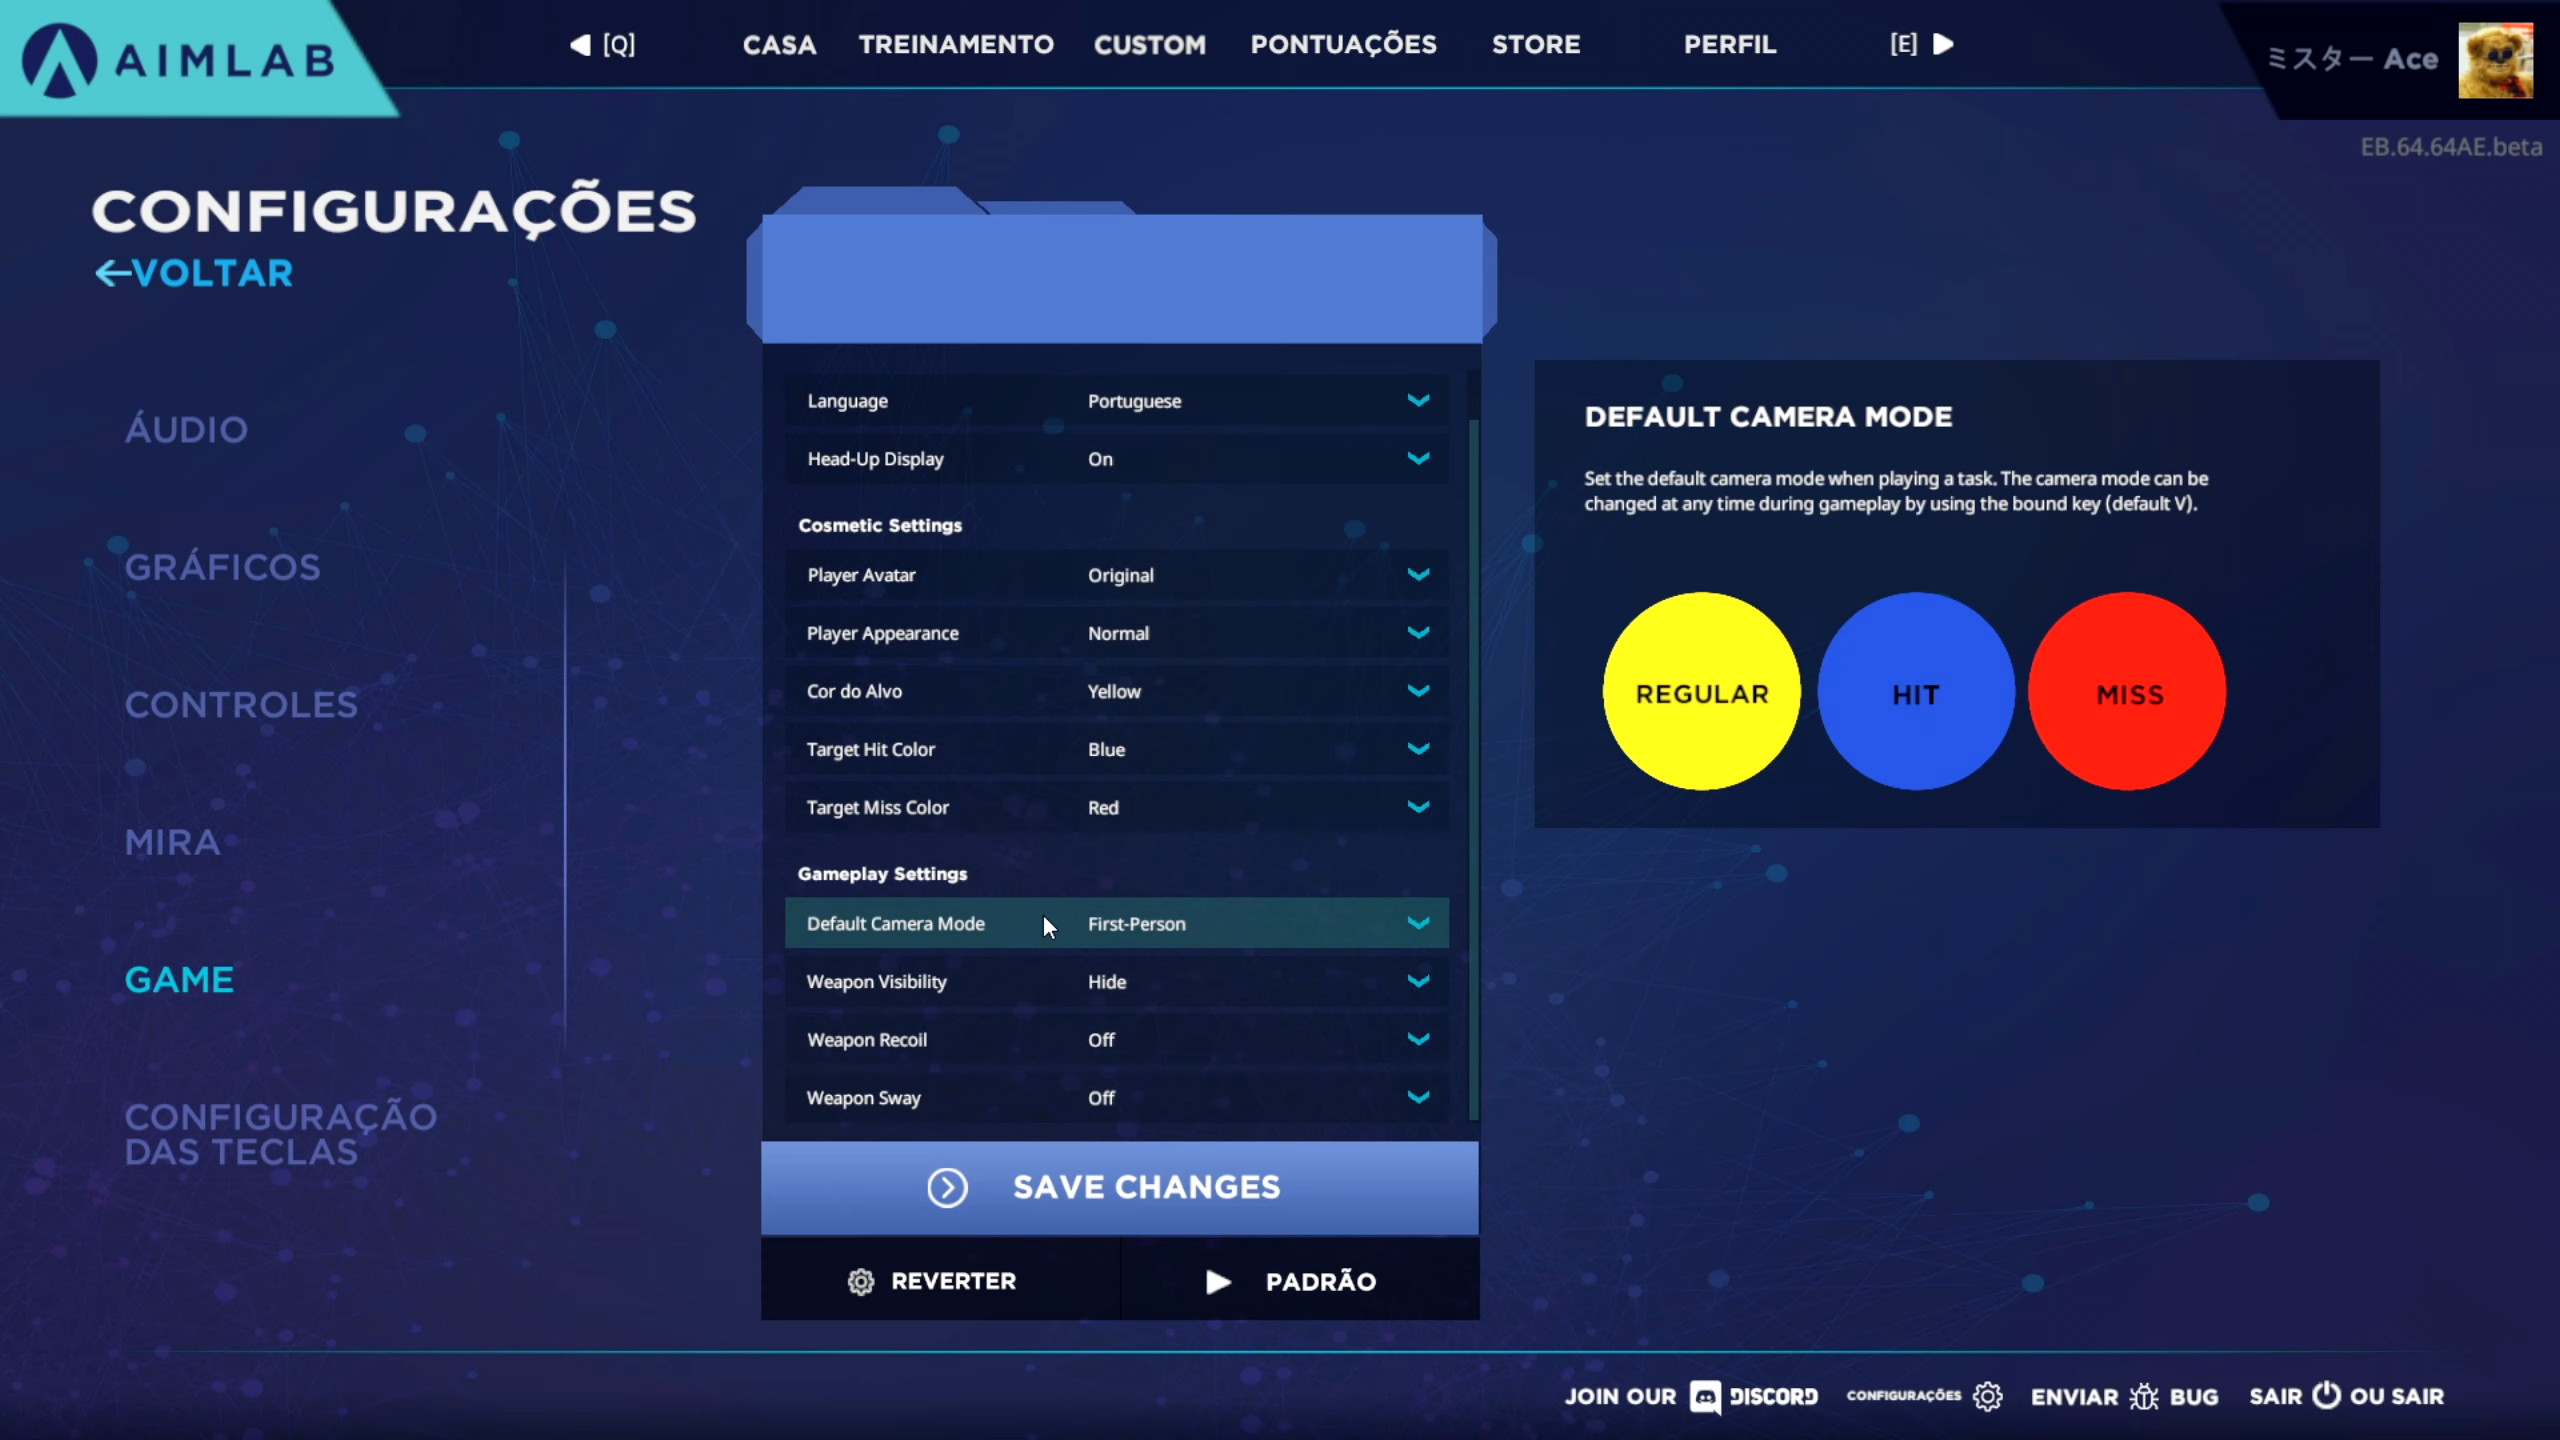 AIMLAB
[Q]
CASA
TREINAMENTO
CUSTOM
PONTUAÇÕES
STORE
PERFIL
[E]
ミスター Ace
EB.64.64AE.beta
CONFIGURAÇÕES
VOLTAR
ÁUDIO
GRÁFICOS
CONTROLES
MIRA
GAME
CONFIGURAÇÃO
DAS TECLAS
Language Portuguese
Head-Up Display On
Cosmetic Settings
Player Avatar Original
Player Appearance Normal
Cor do Alvo Yellow
Target Hit Color Blue
Target Miss Color Red
Gameplay Settings
Default Camera Mode First-Person
Weapon Visibility Hide
Weapon Recoil Off
Weapon Sway Off
SAVE CHANGES
REVERTER
PADRÃO
DEFAULT CAMERA MODE
Set the default camera mode when playing a task. The camera mode can be
changed at any time during gameplay by using the bound key (default V).
REGULAR
HIT
MISS
JOIN OUR DISCORD
CONFIGURAÇÕES
ENVIAR BUG
SAIR OU SAIR